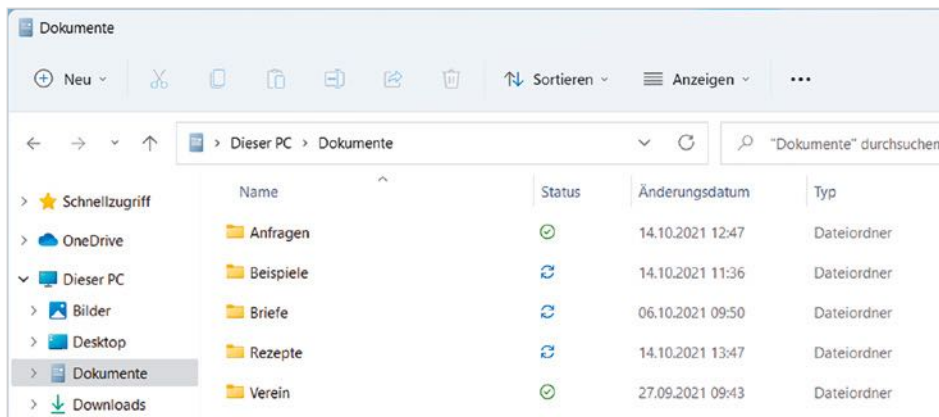 Dokumente
Neu Sortieren Anzeigen ...
Dieser PC > Dokumente "Dokumente" durchsuchen
Name Status Änderungsdatum Typ
Schnellzugriff
OneDrive
Dieser PC
Bilder
Desktop
Dokumente
Downloads
Anfragen 14.10.2021 12:47 Dateiordner
Beispiele 14.10.2021 11:36 Dateiordner
Briefe 06.10.2021 09:50 Dateiordner
Rezepte 14.10.2021 13:47 Dateiordner
Verein 27.09.2021 09:43 Dateiordner